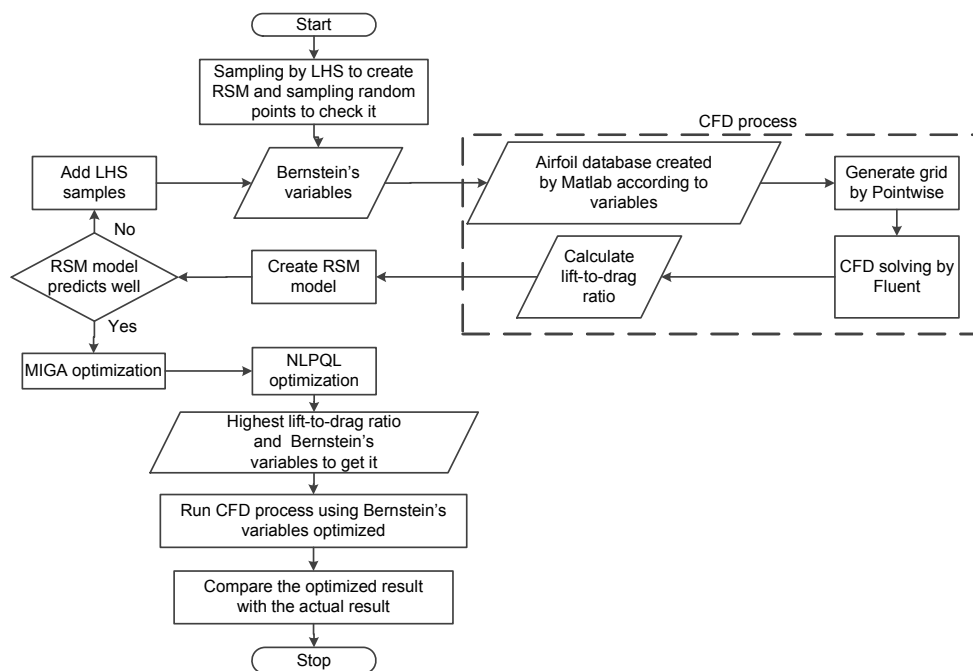 Start
Sampling by LHS to create
RSM and sampling random
points to check it
CFD process
Add LHS
samples
Bernstein's
variables
Airfoil database created
by Matlab according to
variables
Generate grid
by Pointwise
No
RSM model
predicts well
Create RSM
model
Calculate
lift-to-drag
ratio
CFD solving by
Fluent
Yes
MIGA optimization
NLPQL
optimization
Highest lift-to-drag ratio
and Bernstein's
variables to get it
Run CFD process using Bernstein's
variables optimized
Compare the optimized result
with the actual result
Stop